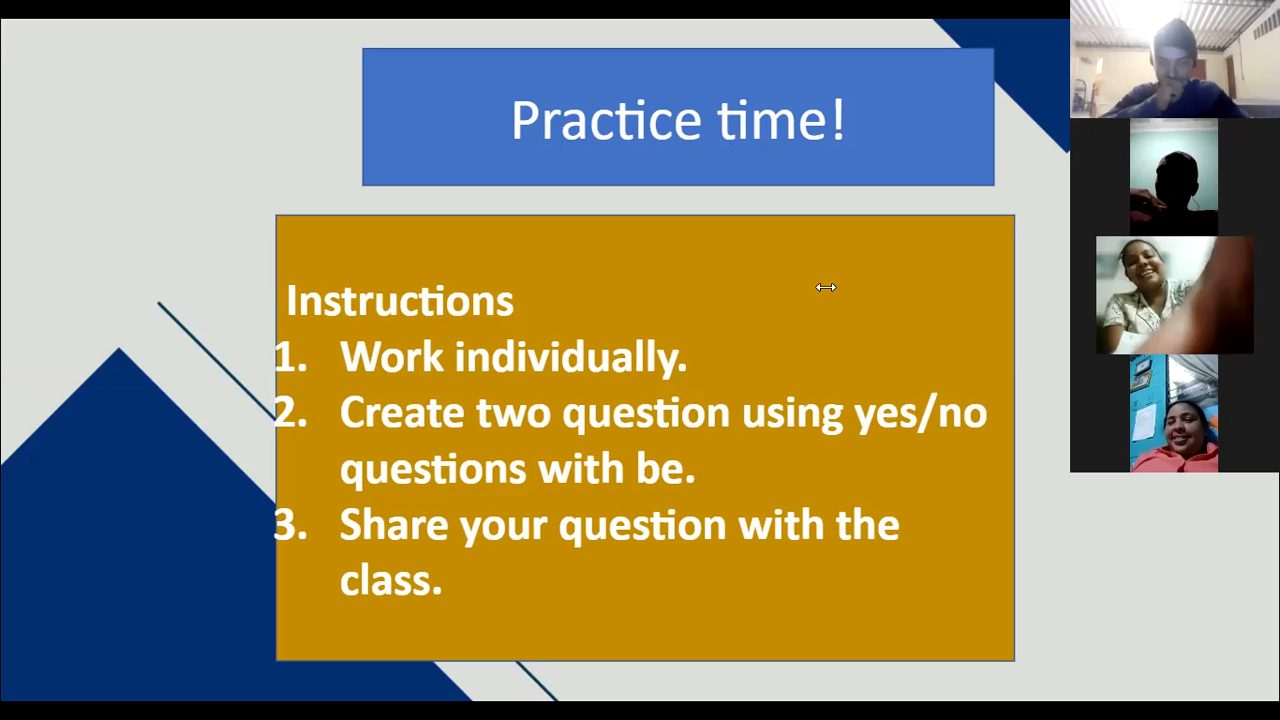 Practice time!
Instructions
1. Work individually.
2. Create two question using yes/no
questions with be.
3. Share your question with the
class.